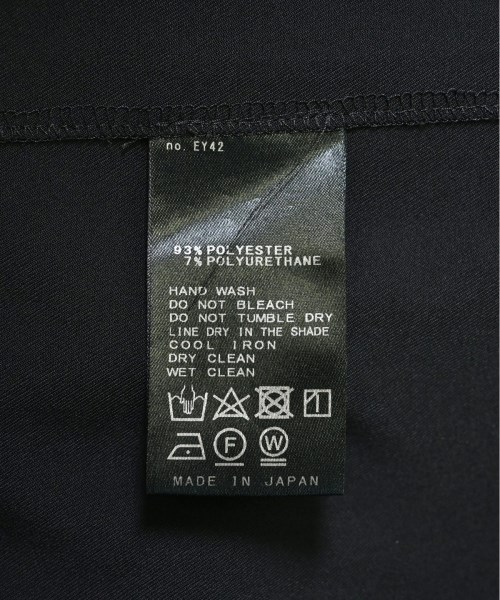 no. EY42
93% POLYESTER
7% POLYURETHANE
HAND WASH
DO NOT BLEACH
DO NOT TUMBLE DRY
LINE DRY IN THE SHADE
COOL IRON
DRY CLEAN
WET CLEAN
F W
MADE IN JAPAN